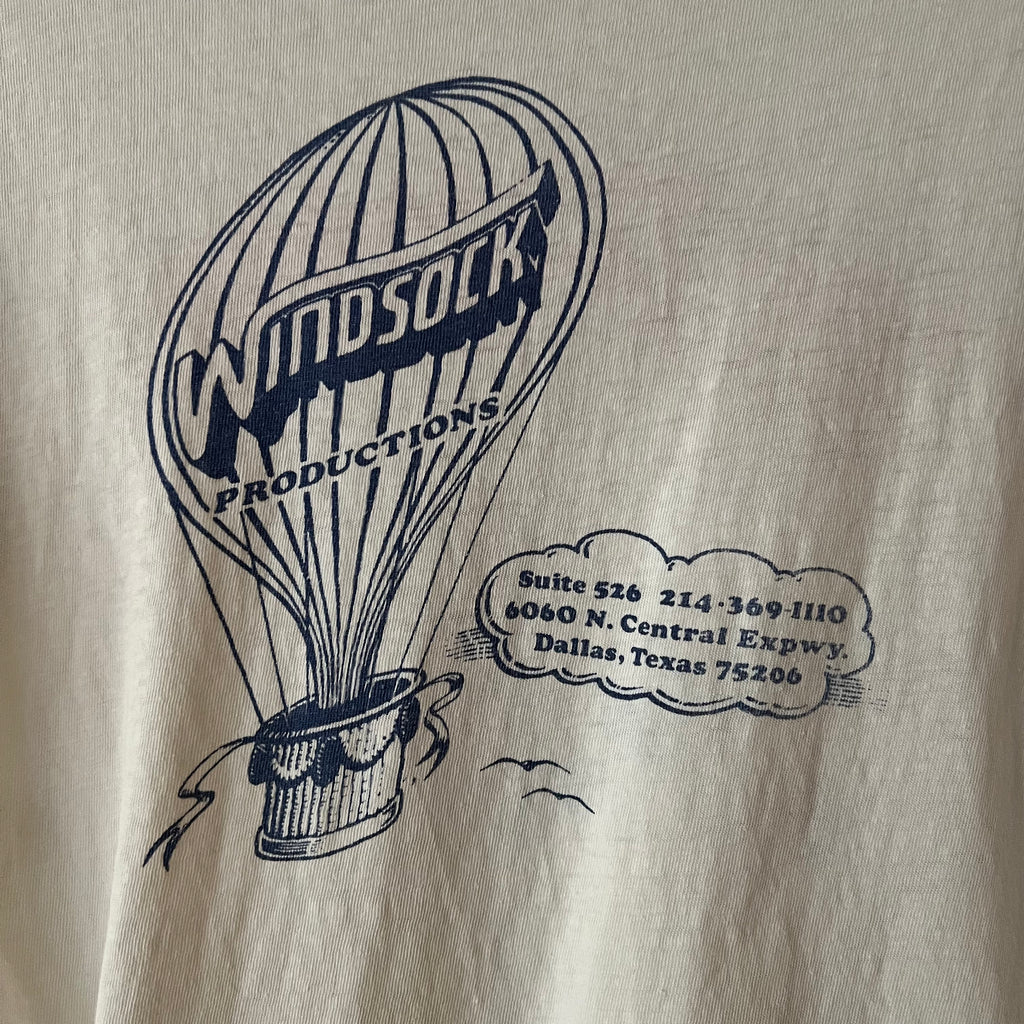 WINDSOCK
PRODUCTIONS
Suite 526 214·369-1110
6060 N. Central Expwy.
Dallas, Texas 75206